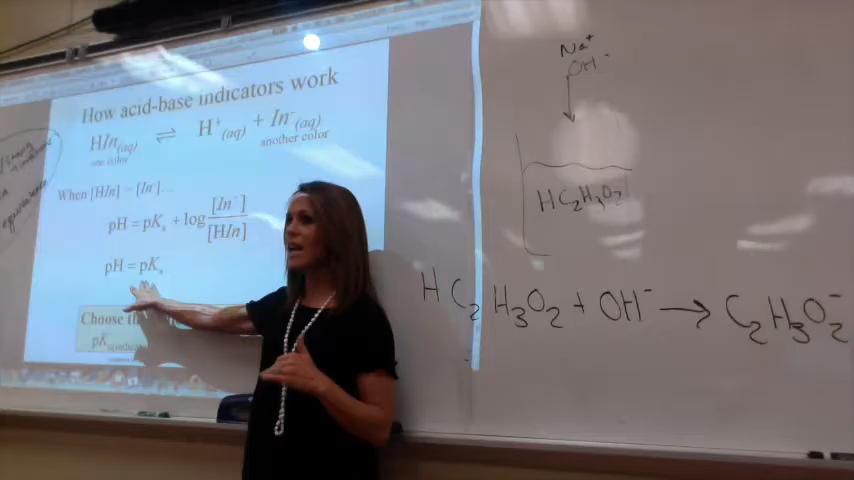 How acid-base indicators work
HIn(aq) ⇌ H⁺(aq) + In⁻(aq)
one color another color
When [HIn] = [In⁻]...
pH = pKa + log [In⁻]/[HIn]
pH = pKa
Choose
pK
Na⁺
OH⁻
HC₂H₃O₂
HC₂H₃O₂ + OH⁻ → C₂H₃O₂⁻